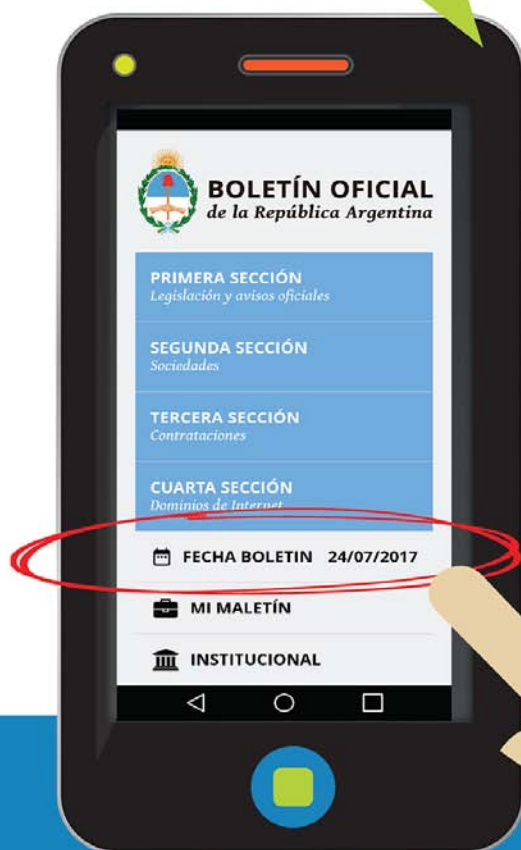 BOLETÍN OFICIAL
de la República Argentina
PRIMERA SECCIÓN
Legislación y avisos oficiales
SEGUNDA SECCIÓN
Sociedades
TERCERA SECCIÓN
Contrataciones
CUARTA SECCIÓN
Dominios de Internet
FECHA BOLETIN 24/07/2017
MI MALETÍN
INSTITUCIONAL